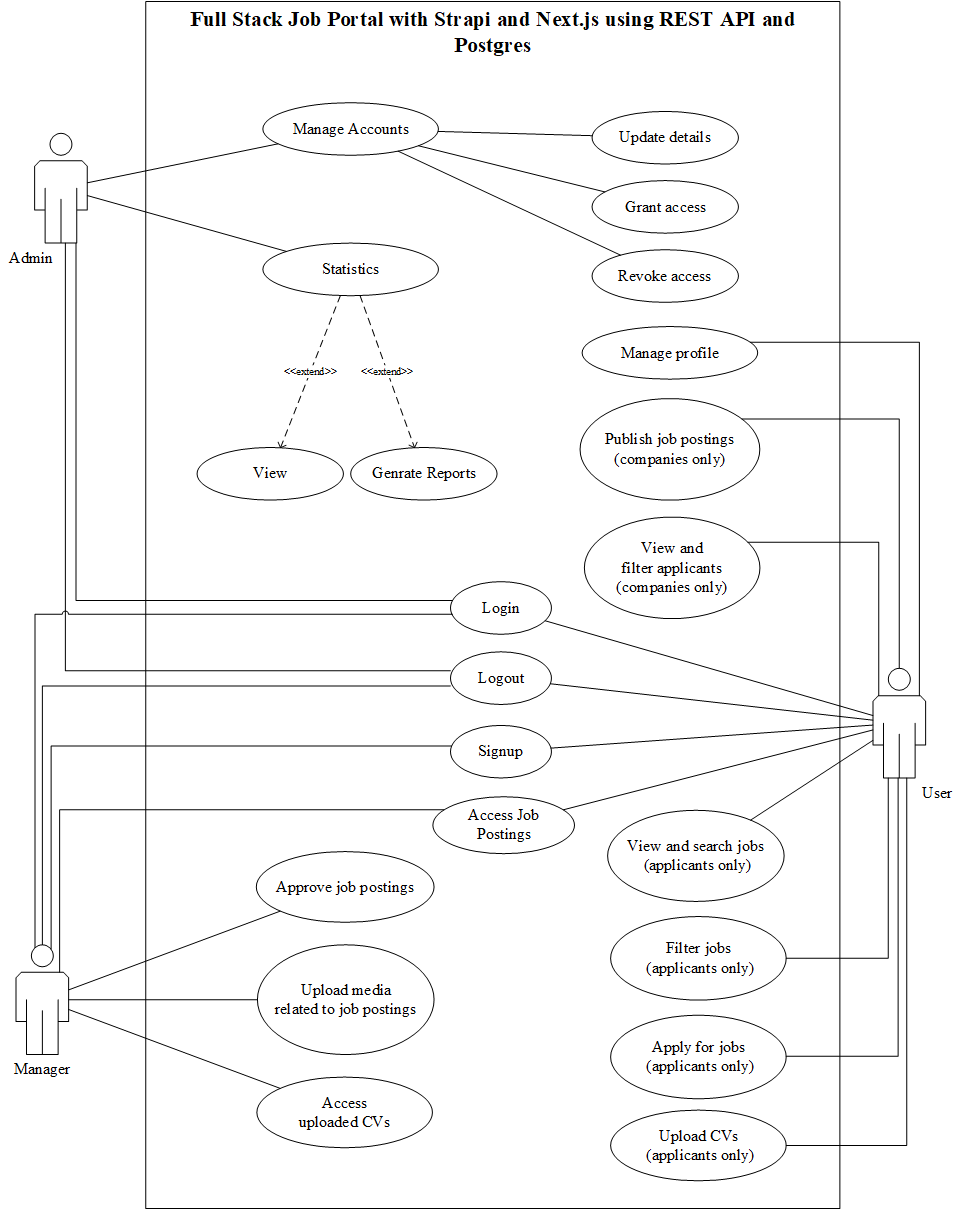 Full Stack Job Portal with Strapi and Next.js using REST API and
Postgres
Manage Accounts
Update details
Grant access
Admin
Statistics
Revoke access
Manage profile
<<extend>>
<<extend>>
Publish job postings
(companies only)
View
Genrate Reports
View and
filter applicants
(companies only)
Login
Logout
Signup
User
Access Job
Postings
View and search jobs
(applicants only)
Approve job postings
Filter jobs
(applicants only)
Upload media
related to job postings
Manager
Apply for jobs
(applicants only)
Access
uploaded CVs
Upload CVs
(applicants only)